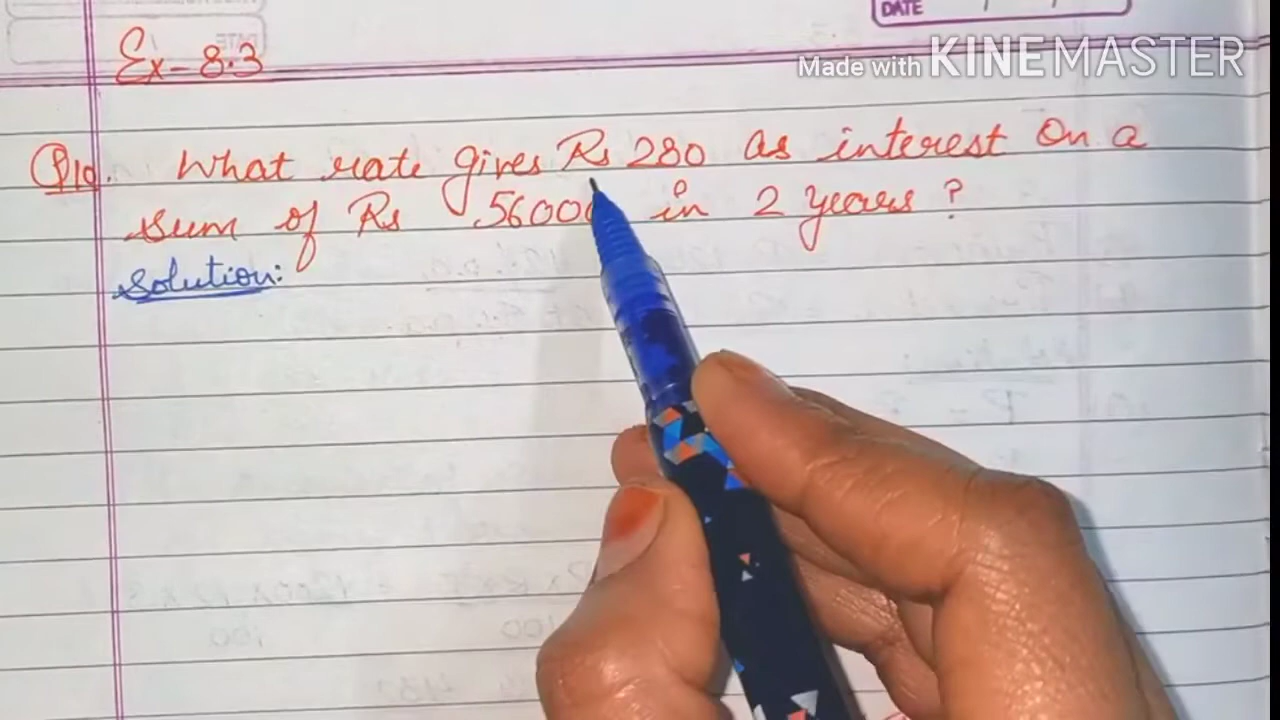 DATE
Made with KINEMASTER
Ex-8.3
Q10. What rate gives Rs 280 as interest on a
sum of Rs 56000 in 2 years?
Solution: